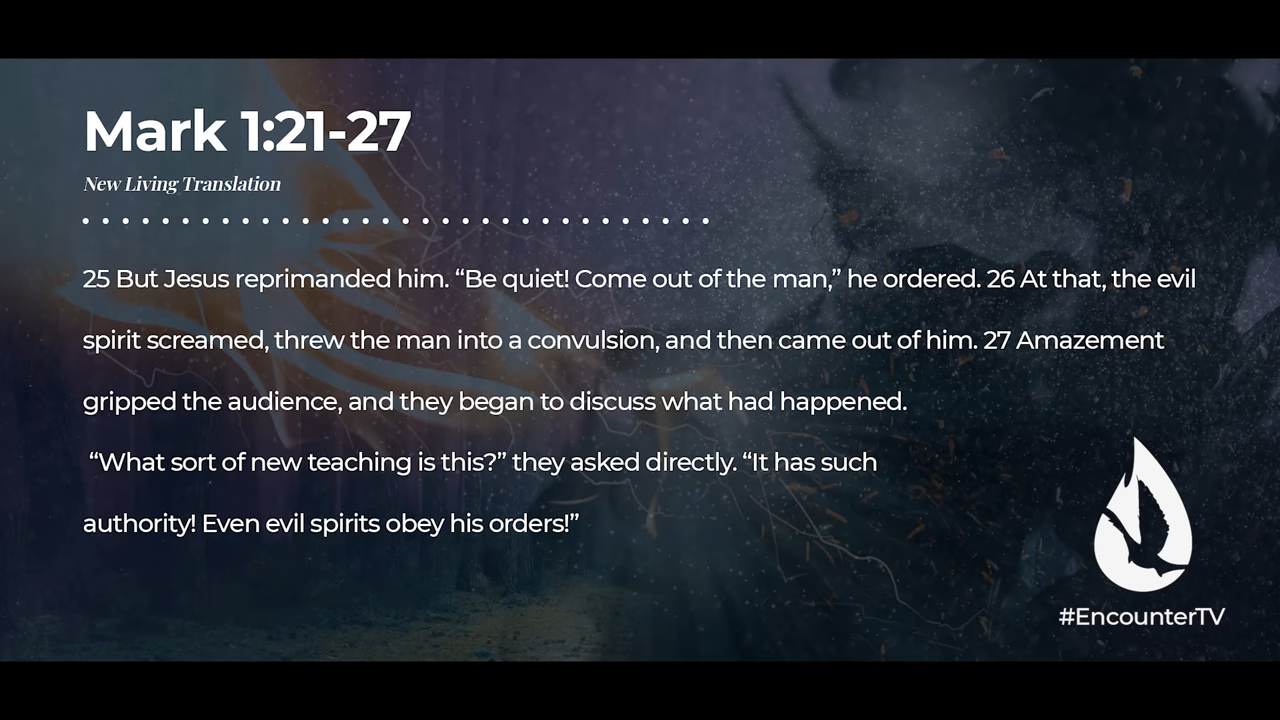 Mark 1:21-27
New Living Translation
25 But Jesus reprimanded him. “Be quiet! Come out of the man,” he ordered. 26 At that, the evil
spirit screamed, threw the man into a convulsion, and then came out of him. 27 Amazement
gripped the audience, and they began to discuss what had happened.
“What sort of new teaching is this?” they asked directly. “It has such
authority! Even evil spirits obey his orders!”
#EncounterTV